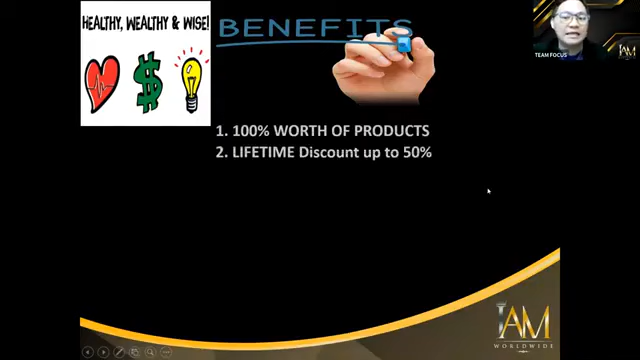 HEALTHY, WEALTHY & WISE!
BENEFITS
1. 100% WORTH OF PRODUCTS
2. LIFETIME Discount up to 50%
TEAM FOCUS
IAM
IAM
WORLDWIDE